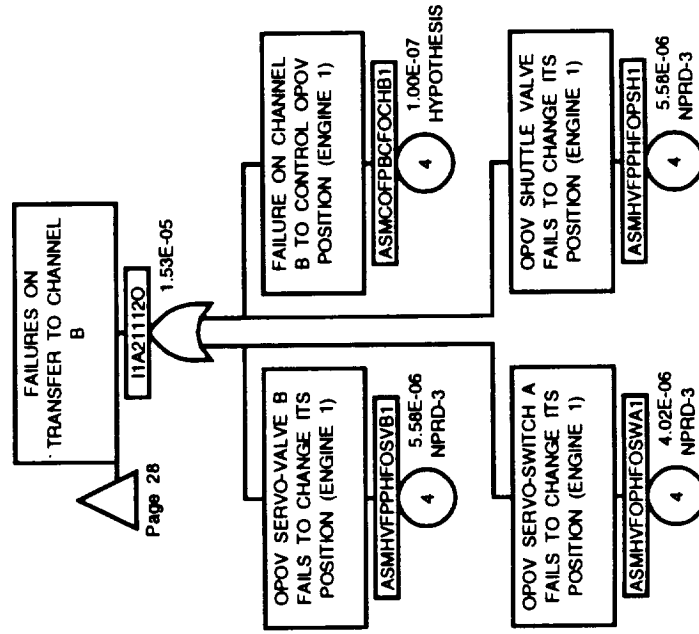 FAILURES ON
TRANSFER TO CHANNEL
B
Page 28
I1A21112O
1.53E-05
OPOV SERVO-VALVE B
FAILS TO CHANGE ITS
POSITION (ENGINE 1)
ASMHVFPPHFOSVB1
4
5.58E-06
NPRD-3
FAILURE ON CHANNEL
B TO CONTROL OPOV
POSITION (ENGINE 1)
ASMCOFPBCFOCHB1
4
1.00E-07
HYPOTHESIS
OPOV SERVO-SWITCH A
FAILS TO CHANGE ITS
POSITION (ENGINE 1)
ASMHVFOPHFOSWA1
4
4.02E-06
NPRD-3
OPOV SHUTTLE VALVE
FAILS TO CHANGE ITS
POSITION (ENGINE 1)
ASMHVFPPHFOPSH1
4
5.58E-06
NPRD-3